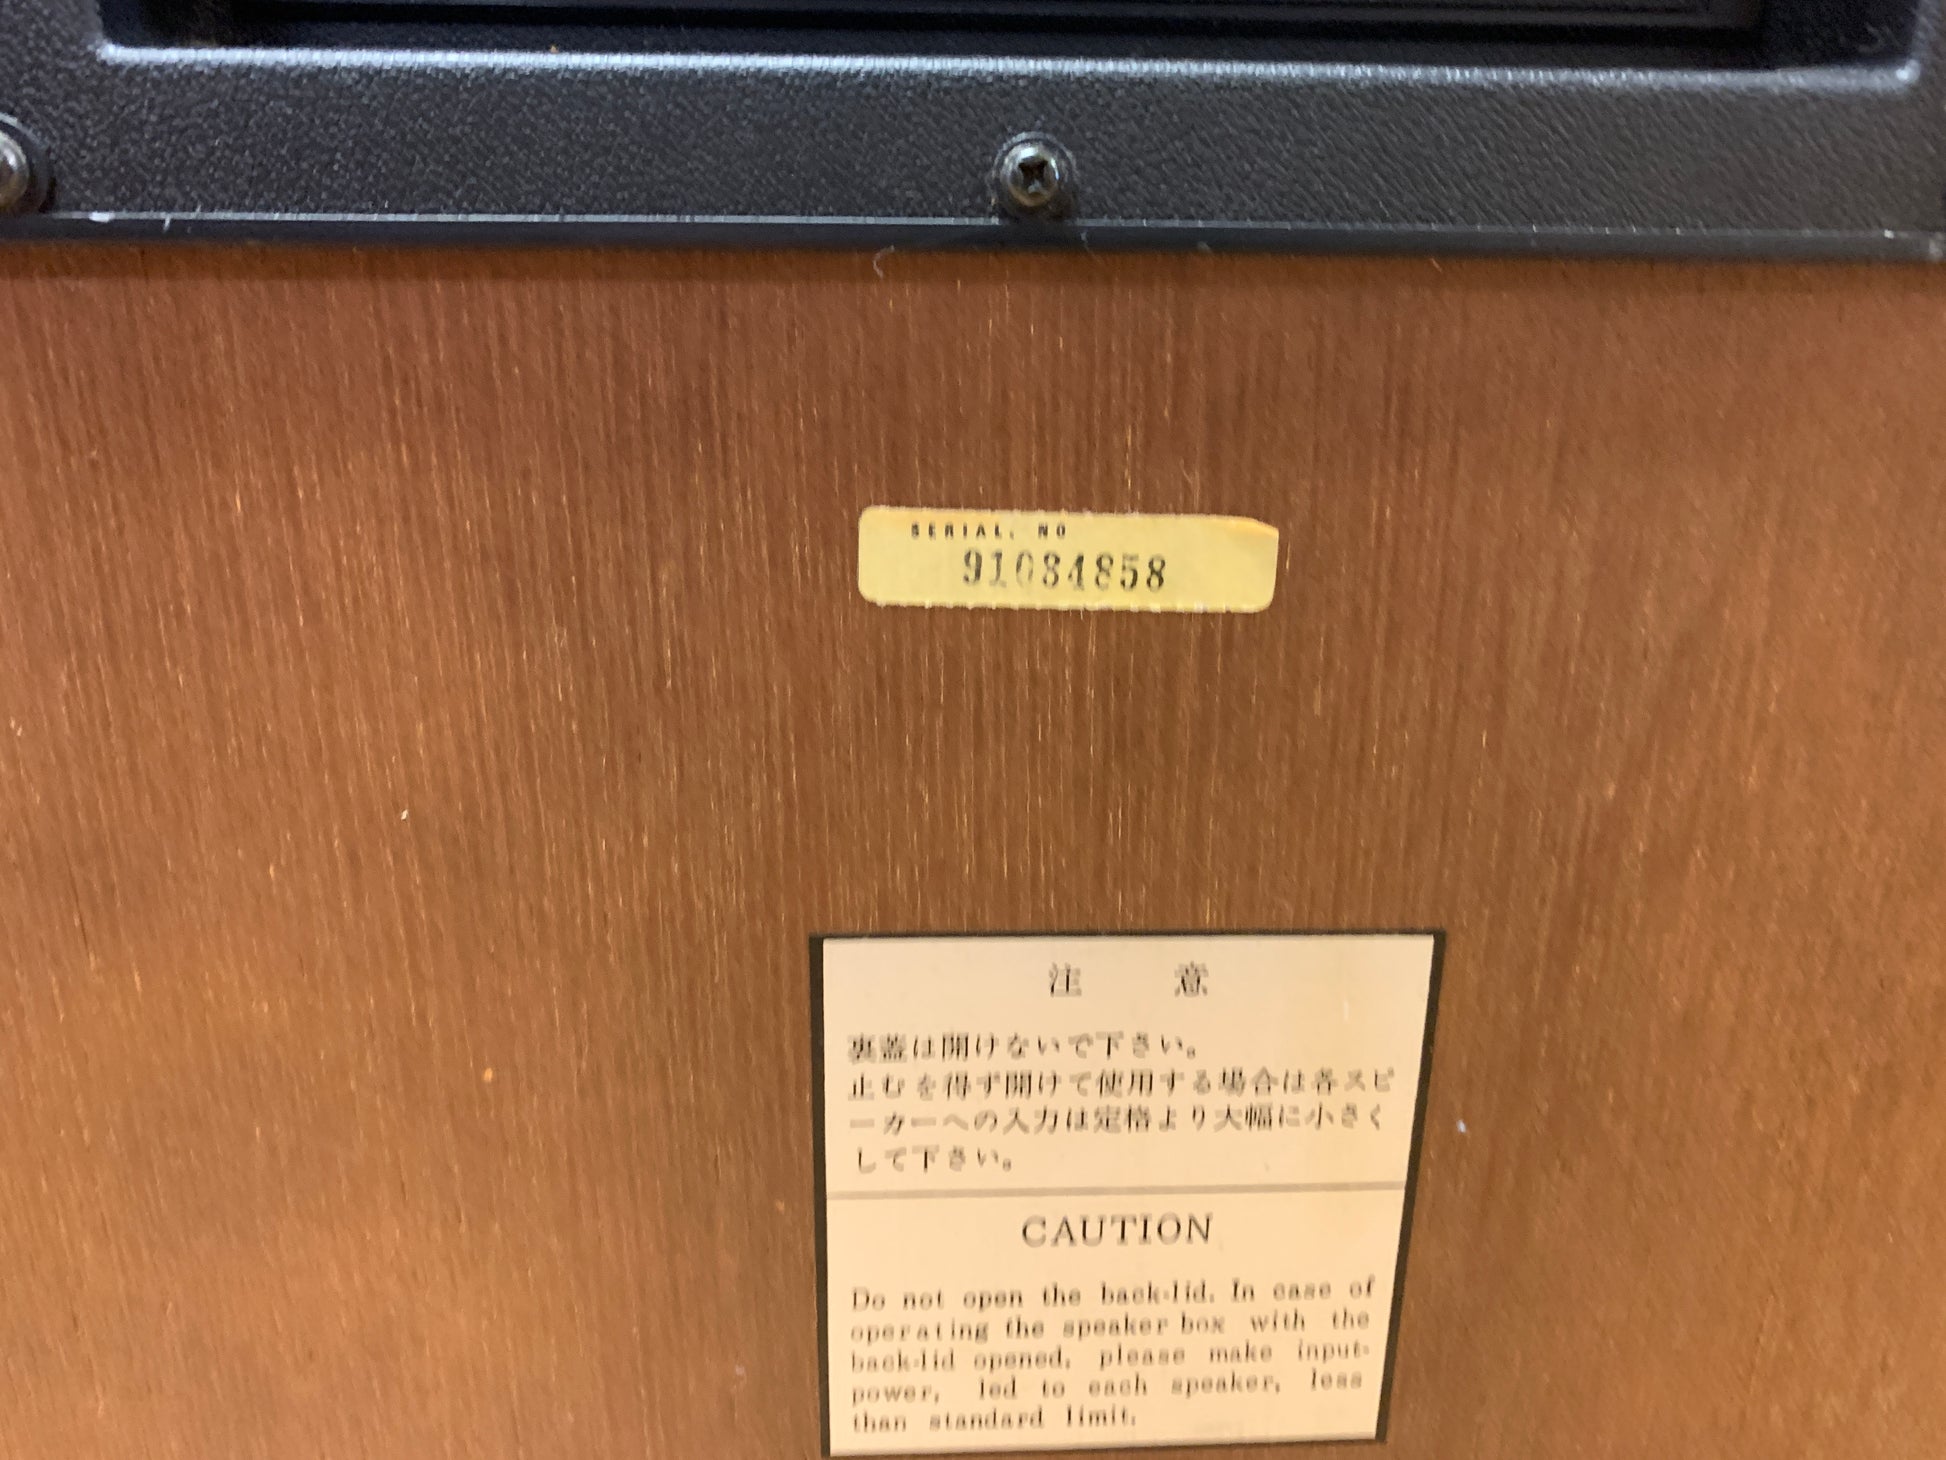 SERIAL. NO
91084858
注 意
裏蓋は開けないで下さい。
止むを得ず開けて使用する場合は各スピ
ーカーへの入力は定格より大幅に小さく
して下さい。
CAUTION
Do not open the back-lid. In case of
operating the speaker box with the
back-lid opened, please make input-
power, led to each speaker, less
than standard limit.